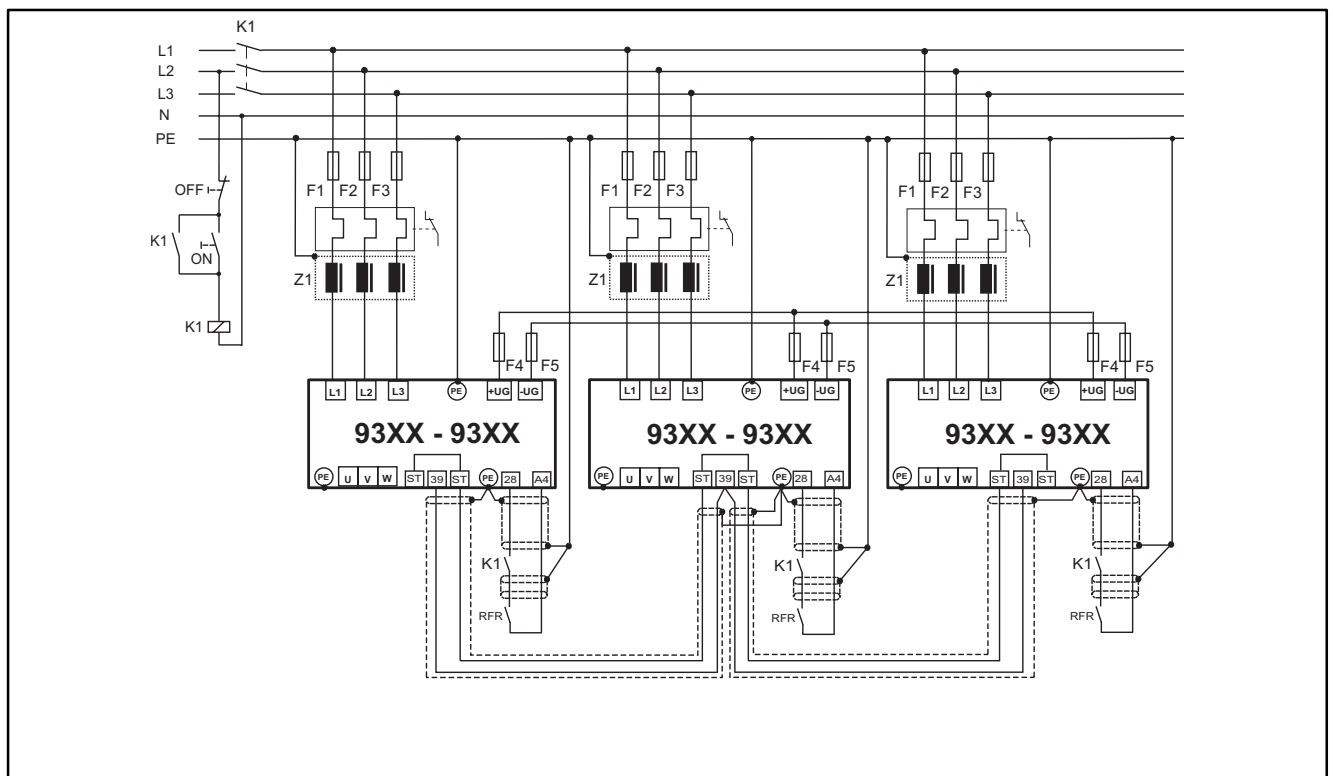 K1
L1
L2
L3
N
PE
OFF
K1
ON
K1
F1 F2 F3
Z1
F1 F2 F3
Z1
F1 F2 F3
Z1
F4 F5
F4 F5
F4 F5
L1 L2 L3 PE +UG -UG
93XX - 93XX
PE U V W ST 39 ST PE 28 A4
L1 L2 L3 PE +UG -UG
93XX - 93XX
PE U V W ST 39 ST PE 28 A4
L1 L2 L3 PE +UG -UG
93XX - 93XX
PE U V W ST 39 ST PE 28 A4
K1
RFR
K1
RFR
K1
RFR